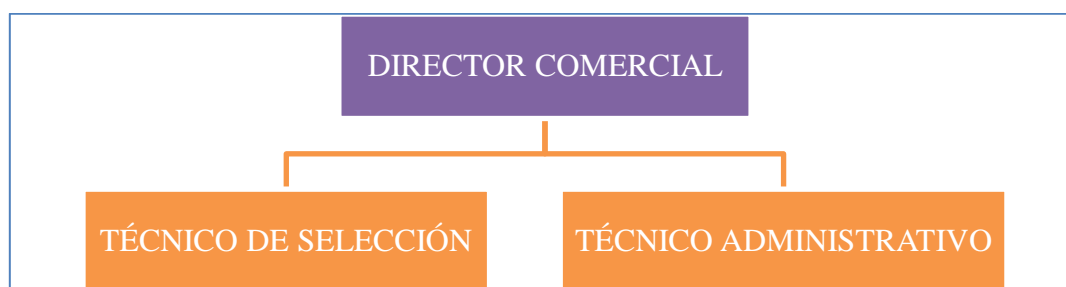 DIRECTOR COMERCIAL
TÉCNICO DE SELECCIÓN
TÉCNICO ADMINISTRATIVO